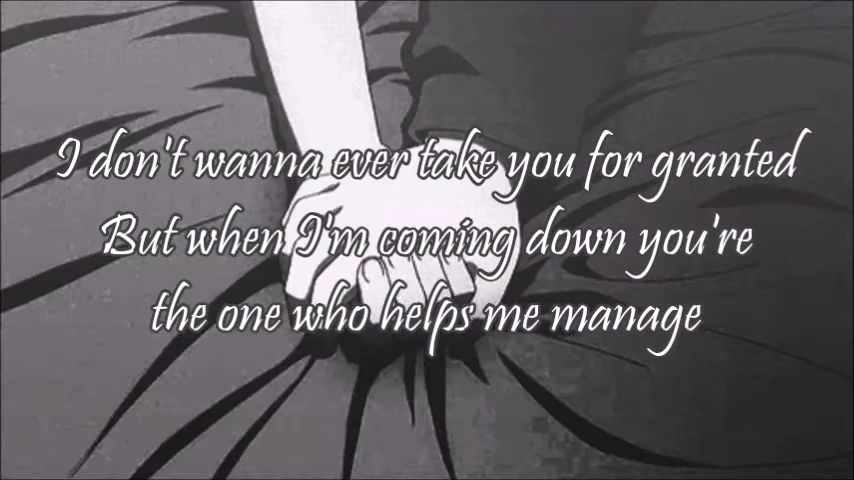 I don't wanna ever take you for granted
But when I'm coming down you're
the one who helps me manage